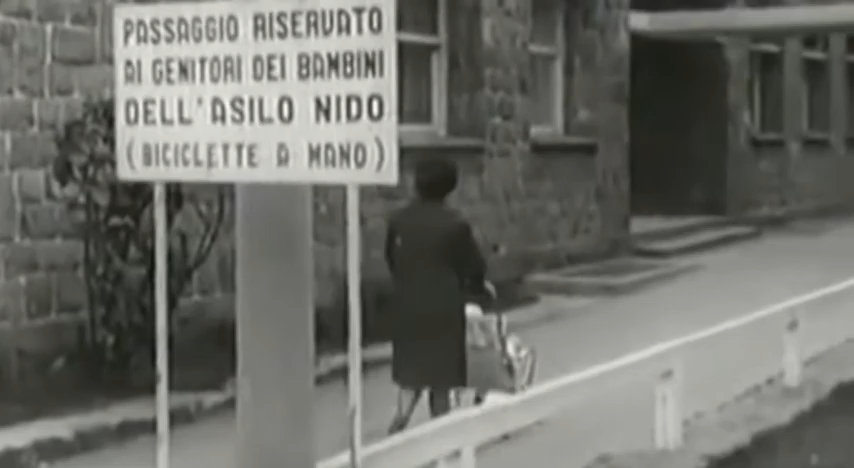 PASSAGGIO RISERVATO
AI GENITORI DEI BAMBINI
DELL'ASILO NIDO
(BICICLETTE A MANO)